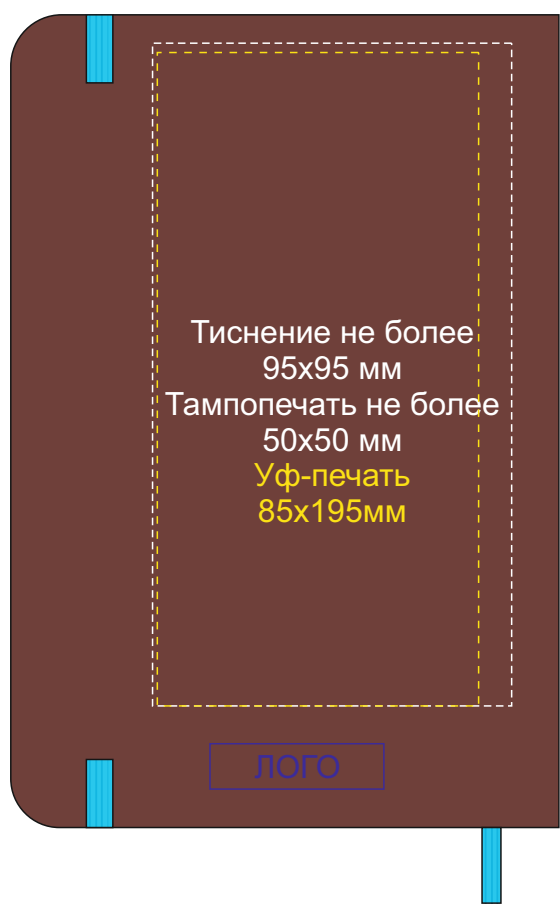 Тиснение не более
95х95 мм
Тампопечать не более
50х50 мм
Уф-печать
85х195мм
ЛОГО